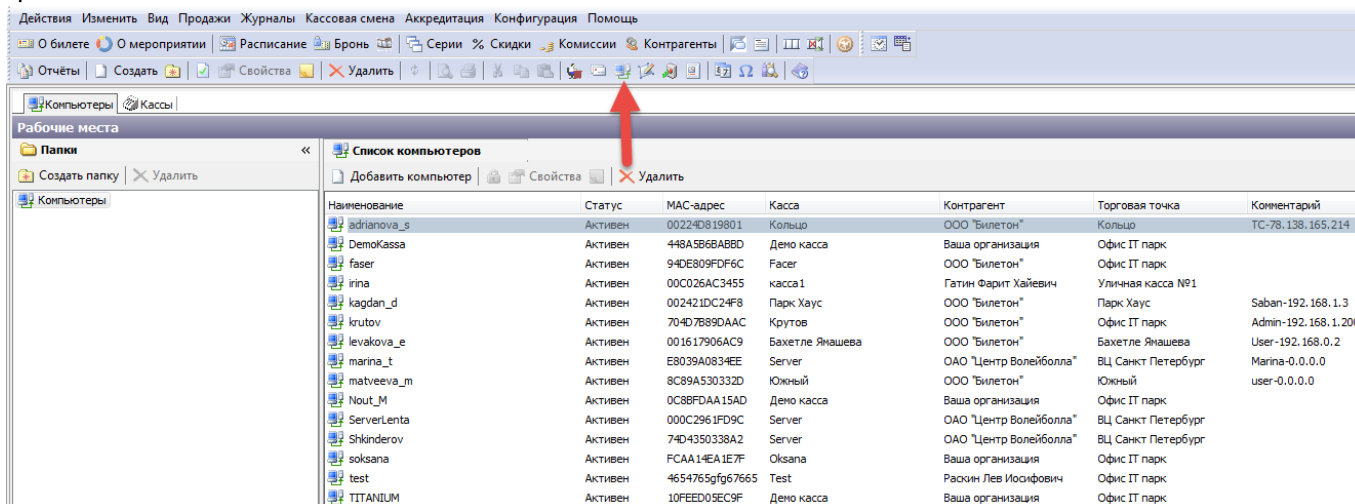 Действия Изменить Вид Продажи Журналы Кассовая смена Аккредитация Конфигурация Помощь
О билете О мероприятии Расписание Бронь Серии % Скидки Комиссии Контрагенты
Отчёты Создать Свойства Удалить
Компьютеры Кассы
Рабочие места
Папки « Список компьютеров
Создать папку Удалить Добавить компьютер Свойства Удалить
Компьютеры
Наименование Статус MAC-адрес Касса Контрагент Торговая точка Комментарий
adrianova_s Активен 00224D819801 Кольцо ООО "Билетон" Кольцо TC-78.138.165.214
DemoKassa Активен 448A5B6BABBD Демо касса Ваша организация Офис IT парк
faser Активен 94DE809FDF6C Facer ООО "Билетон" Офис IT парк
irina Активен 00C026AC3455 касса1 Гатин Фарит Хайевич Уличная касса №1
kagdan_d Активен 002421DC24F8 Парк Хаус ООО "Билетон" Парк Хаус Saban-192.168.1.3
krutov Активен 704D7B89DAAC Крутов ООО "Билетон" Офис IT парк Admin-192.168.1.200
levakova_e Активен 001617906AC9 Бахетле Ямашева ООО "Билетон" Бахетле Ямашева User-192.168.0.2
marina_t Активен E8039A0834EE Server ОАО "Центр Волейболла" ВЦ Санкт Петербург Marina-0.0.0.0
matveeva_m Активен 8C89A530332D Южный ООО "Билетон" Южный user-0.0.0.0
Nout_M Активен 0C8BFDAA15AD Демо касса Ваша организация Офис IT парк
ServerLenta Активен 000C2961FD9C Server ОАО "Центр Волейболла" ВЦ Санкт Петербург
Shkinderov Активен 74D4350338A2 Server ОАО "Центр Волейболла" ВЦ Санкт Петербург
soksana Активен FCAA14EA1E7F Oksana Ваша организация Офис IT парк
test Активен 4654765gfg67665 Test Раскин Лев Иосифович Офис IT парк
TITANIUM Активен 10FEED05EC9F Демо касса Ваша организация Офис IT парк